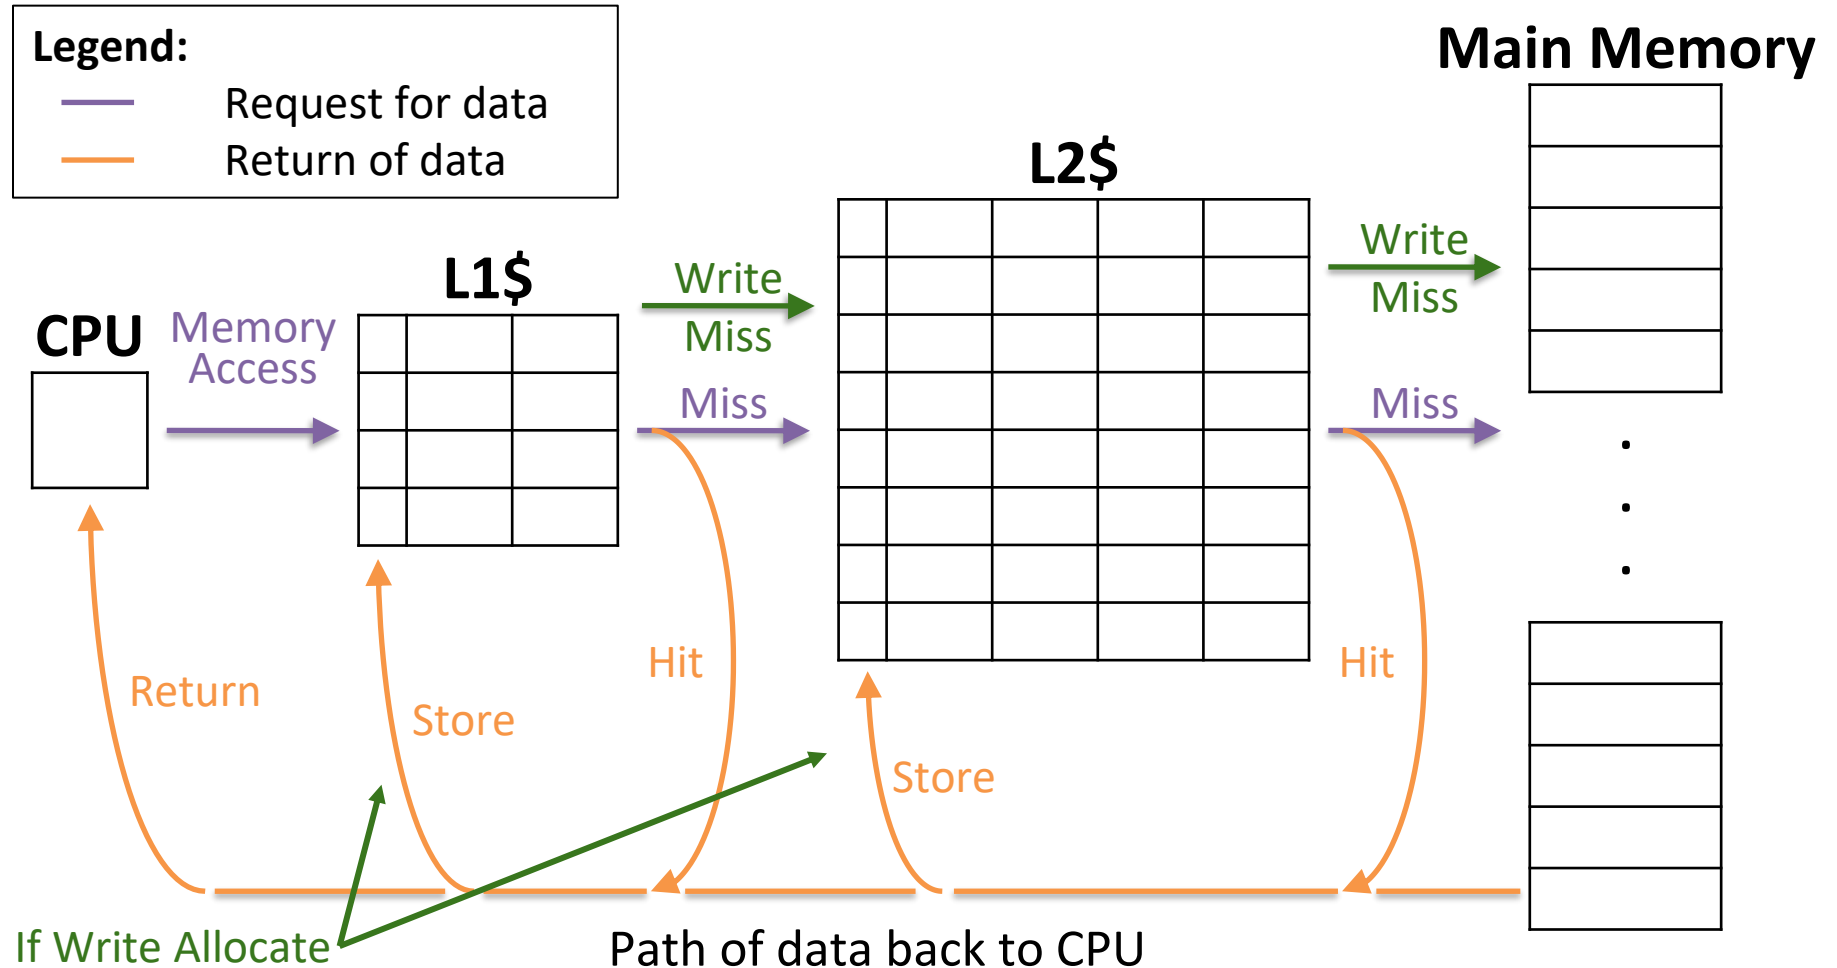 Legend:
Request for data
Return of data
Main Memory
L2$
L1$
CPU
Memory
Access
Write
Miss
Miss
Write
Miss
Miss
.
.
.
Hit
Hit
Return
Store
Store
If Write Allocate
Path of data back to CPU